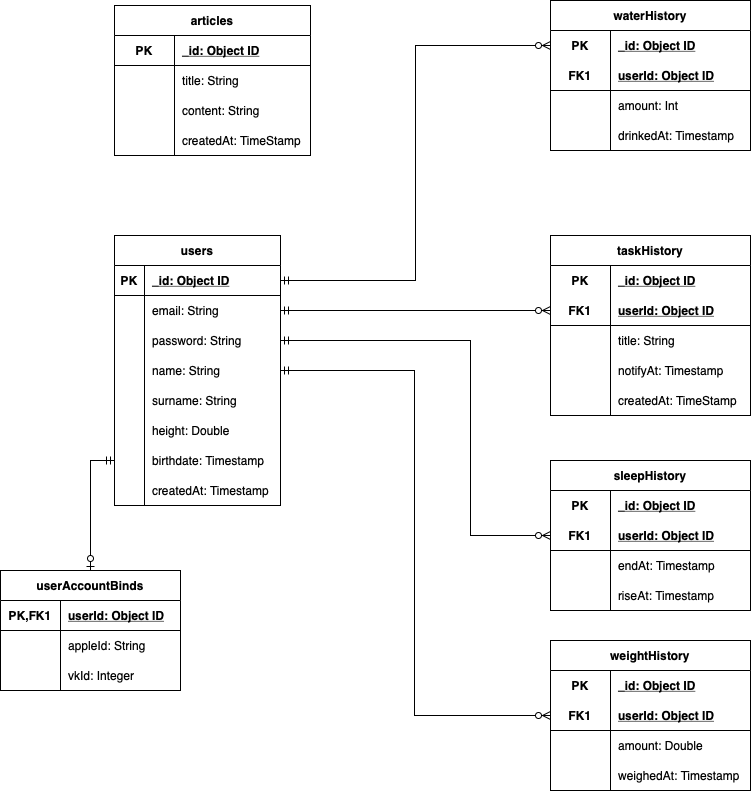 articles
PK _id: Object ID
title: String
content: String
createdAt: TimeStamp
waterHistory
PK _id: Object ID
FK1 userId: Object ID
amount: Int
drinkedAt: Timestamp
users
PK _id: Object ID
email: String
password: String
name: String
surname: String
height: Double
birthdate: Timestamp
createdAt: Timestamp
taskHistory
PK _id: Object ID
FK1 userId: Object ID
title: String
notifyAt: Timestamp
createdAt: TimeStamp
sleepHistory
PK _id: Object ID
FK1 userId: Object ID
endAt: Timestamp
riseAt: Timestamp
userAccountBinds
PK,FK1 userId: Object ID
appleId: String
vkId: Integer
weightHistory
PK _id: Object ID
FK1 userId: Object ID
amount: Double
weighedAt: Timestamp